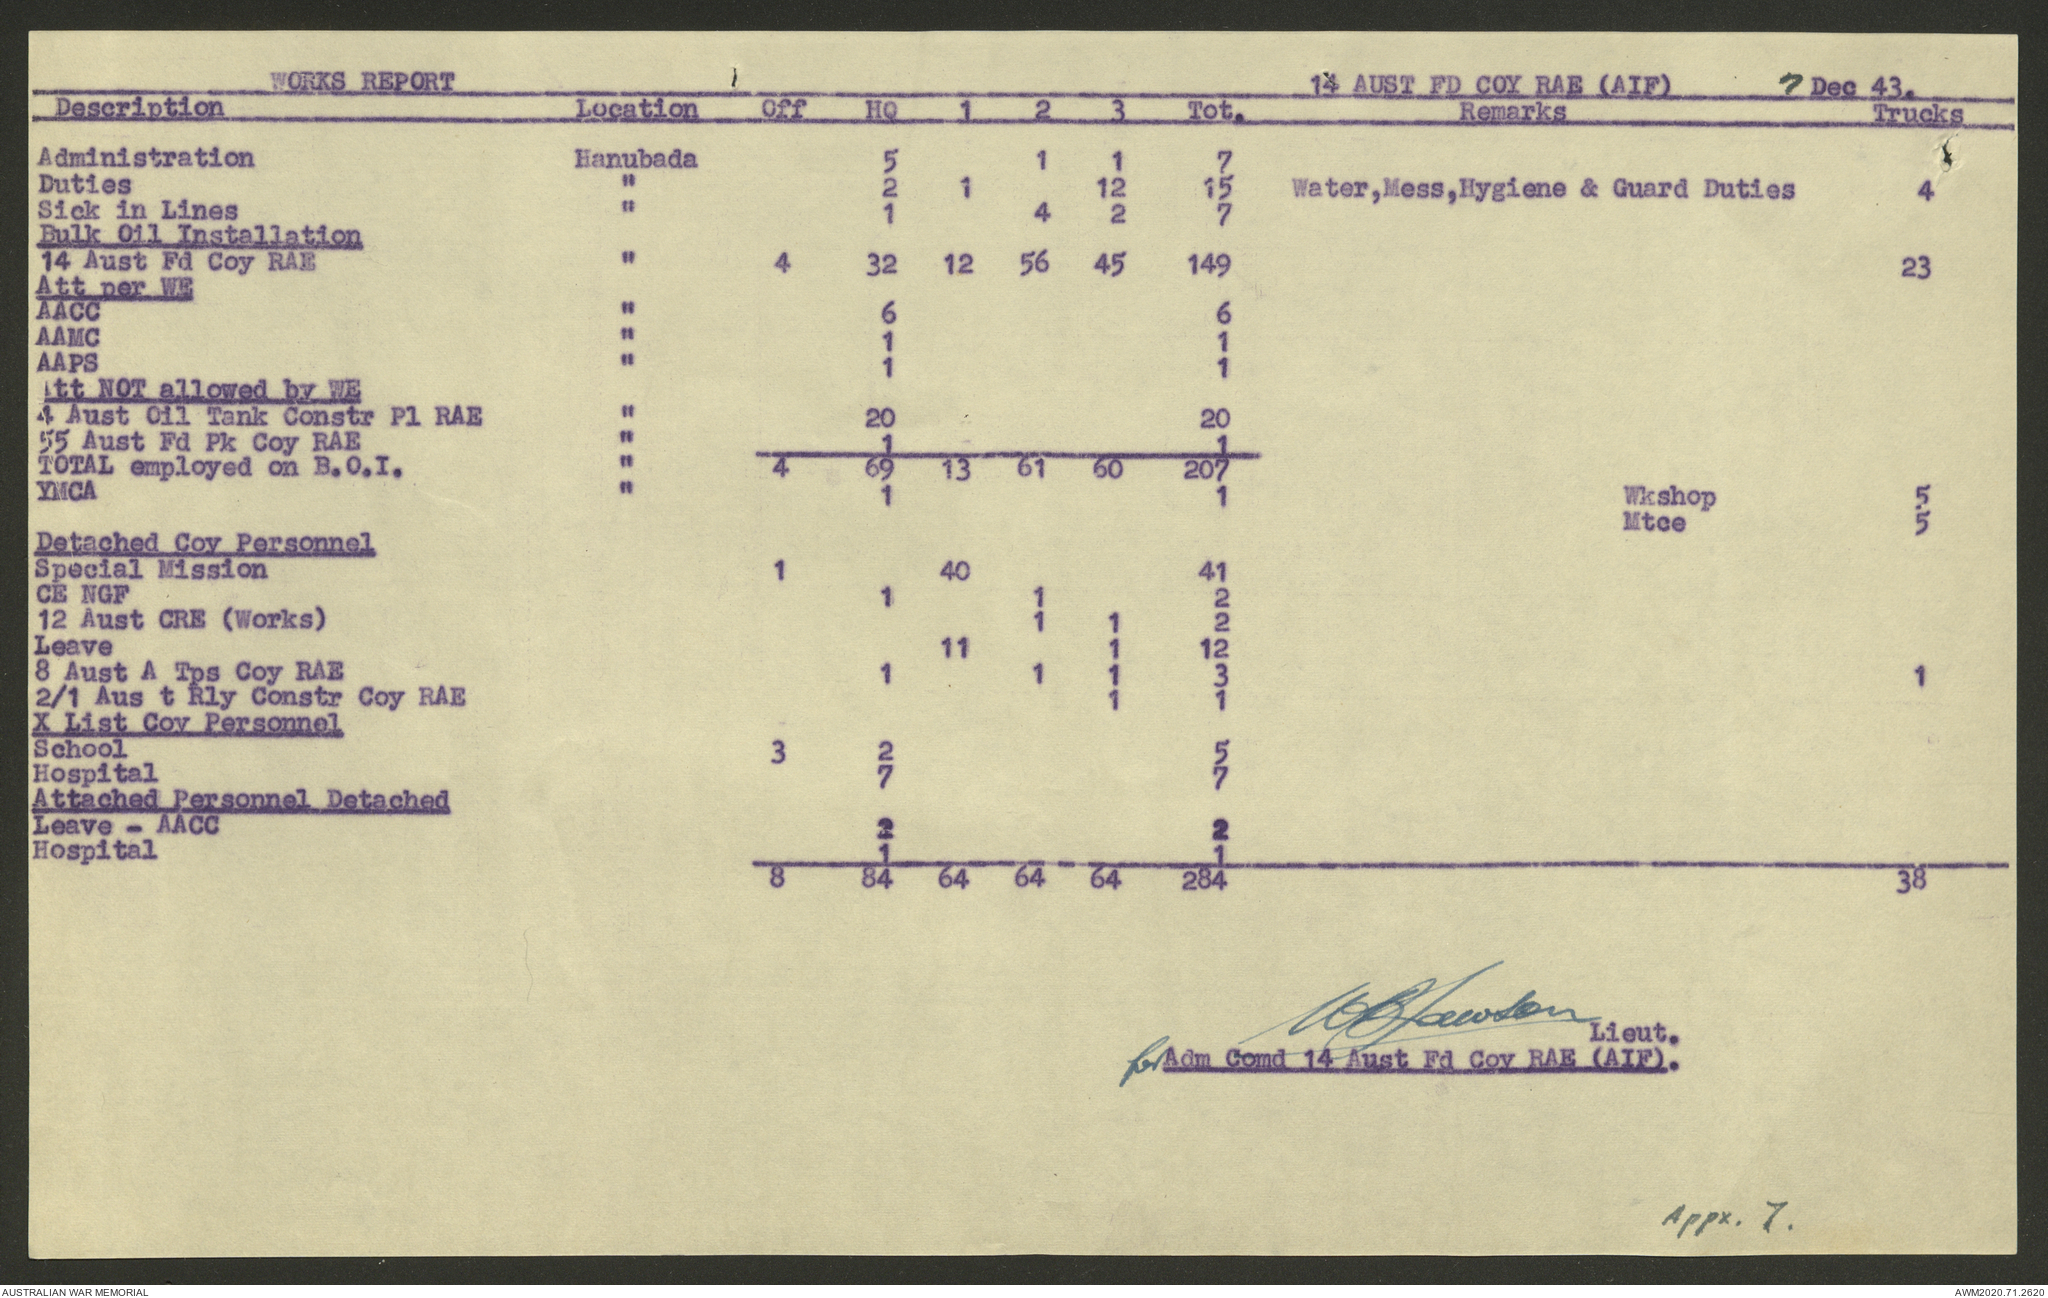 WORKS REPORT 14 AUST FD COY RAE (AIF) 7 Dec 43.
Description Location Off HQ 1 2 3 Tot. Remarks Trucks
Administration Hanubada 5 1 1 7
Duties " 2 1 12 15 Water,Mess,Hygiene & Guard Duties 4
Sick in Lines " 1 4 2 7
Bulk Oil Installation
14 Aust Fd Coy RAE " 4 32 12 56 45 149 23
Att per WE
AACC " 6 6
AAMC " 1 1
AAPS " 1 1
Att NOT allowed by WE
4 Aust Oil Tank Constr Pl RAE " 20 20
55 Aust Fd Pk Coy RAE " 1 1
TOTAL employed on B.O.I. " 4 69 13 61 60 207
YMCA " 1 1 Wkshop 5
Mtce 5
Detached Coy Personnel
Special Mission 1 40 41
CE NGF 1 1 2
12 Aust CRE (Works) 1 1 2
Leave 11 1 12
8 Aust A Tps Coy RAE 1 1 1 3 1
2/1 Aus t Rly Constr Coy RAE 1 1
X List Coy Personnel
School 3 2 5
Hospital 7 7
Attached Personnel Detached
Leave - AACC 2 2
Hospital 1 1
8 84 64 64 64 284 38
Lieut.
for Adm Comd 14 Aust Fd Coy RAE (AIF).
Appx. 7.
AUSTRALIAN WAR MEMORIAL AWM2020.71.2620